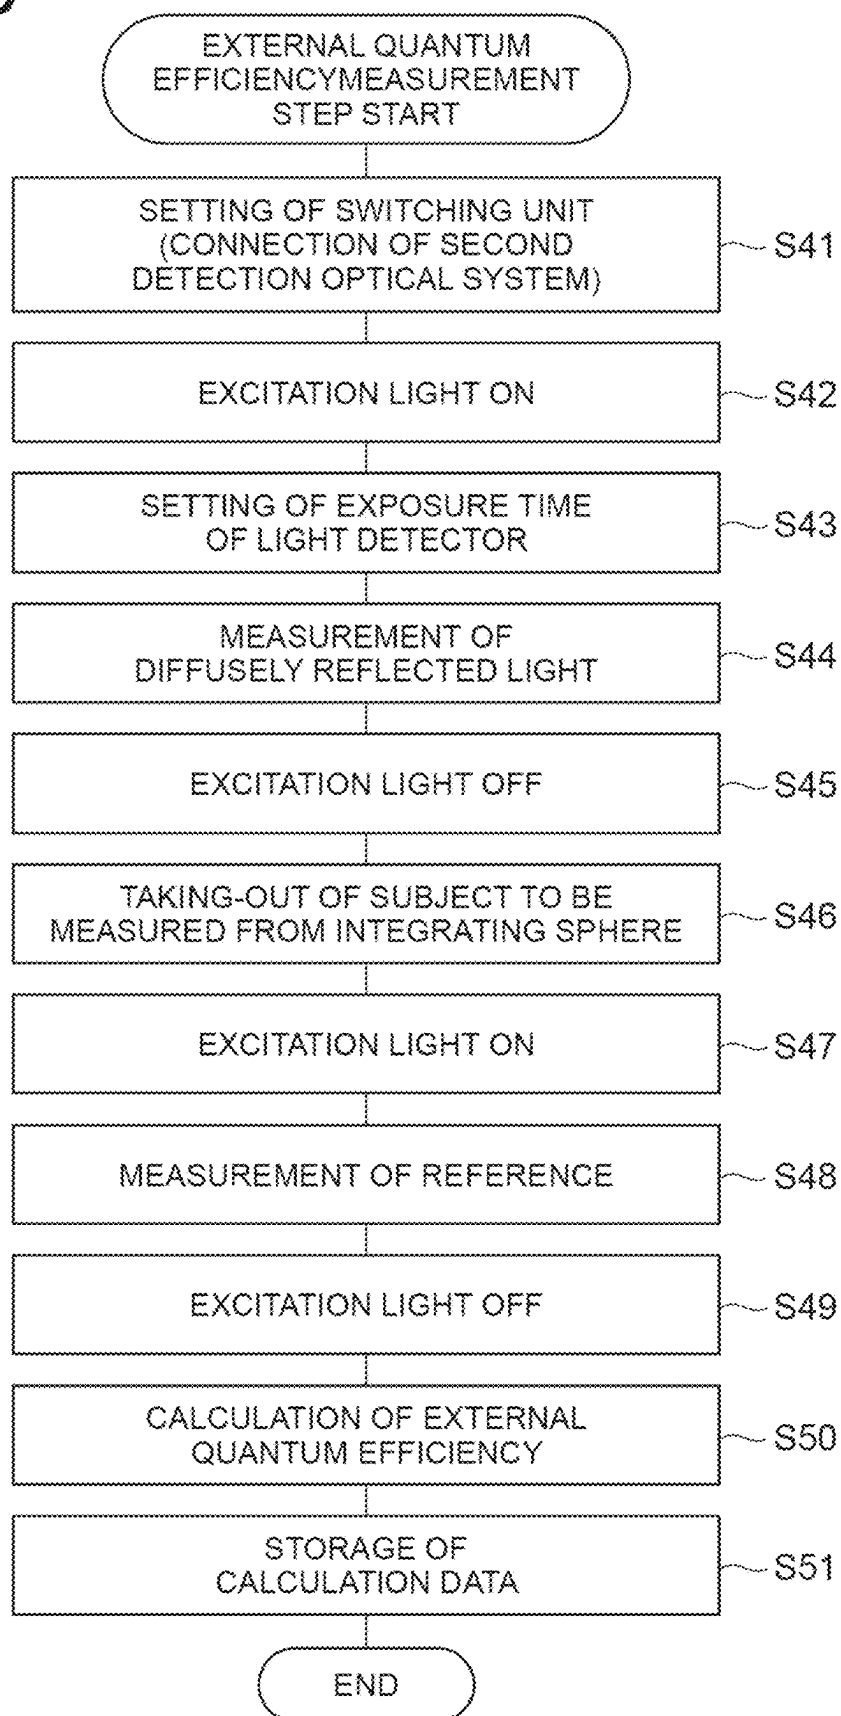 EXTERNAL QUANTUM
EFFICIENCYMEASUREMENT
STEP START
SETTING OF SWITCHING UNIT
(CONNECTION OF SECOND
DETECTION OPTICAL SYSTEM)
S41
EXCITATION LIGHT ON
S42
SETTING OF EXPOSURE TIME
OF LIGHT DETECTOR
S43
MEASUREMENT OF
DIFFUSELY REFLECTED LIGHT
S44
EXCITATION LIGHT OFF
S45
TAKING-OUT OF SUBJECT TO BE
MEASURED FROM INTEGRATING SPHERE
S46
EXCITATION LIGHT ON
S47
MEASUREMENT OF REFERENCE
S48
EXCITATION LIGHT OFF
S49
CALCULATION OF EXTERNAL
QUANTUM EFFICIENCY
S50
STORAGE OF
CALCULATION DATA
S51
END